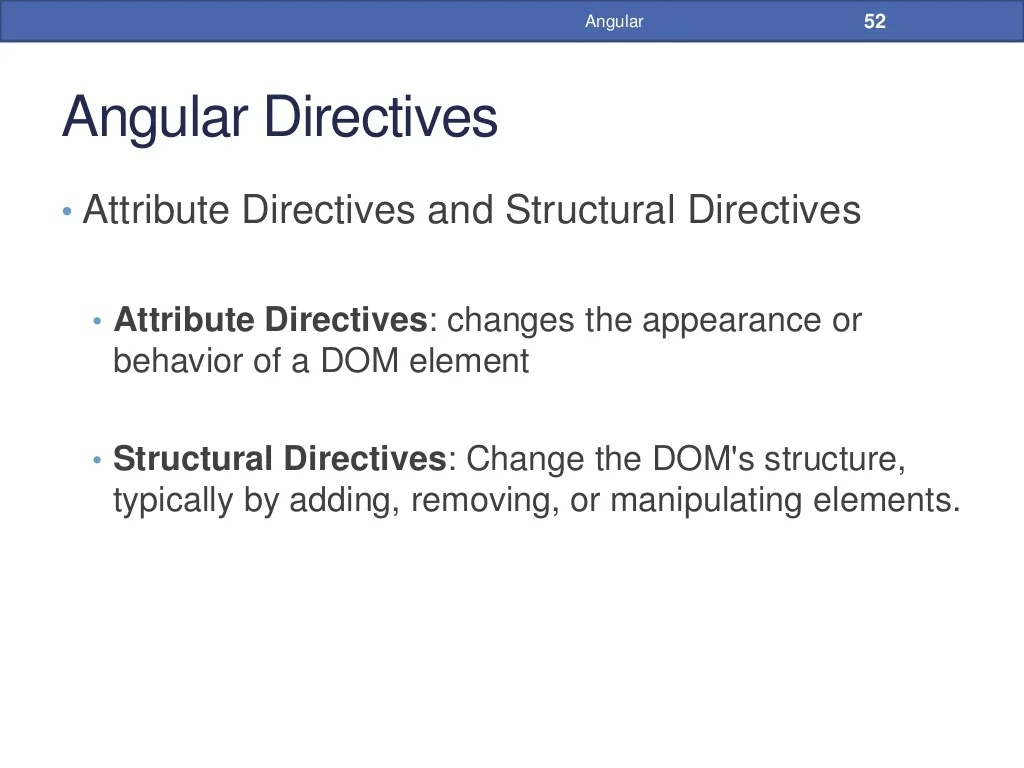 Angular 52
Angular Directives
• Attribute Directives and Structural Directives
• Attribute Directives: changes the appearance or
behavior of a DOM element
• Structural Directives: Change the DOM's structure,
typically by adding, removing, or manipulating elements.